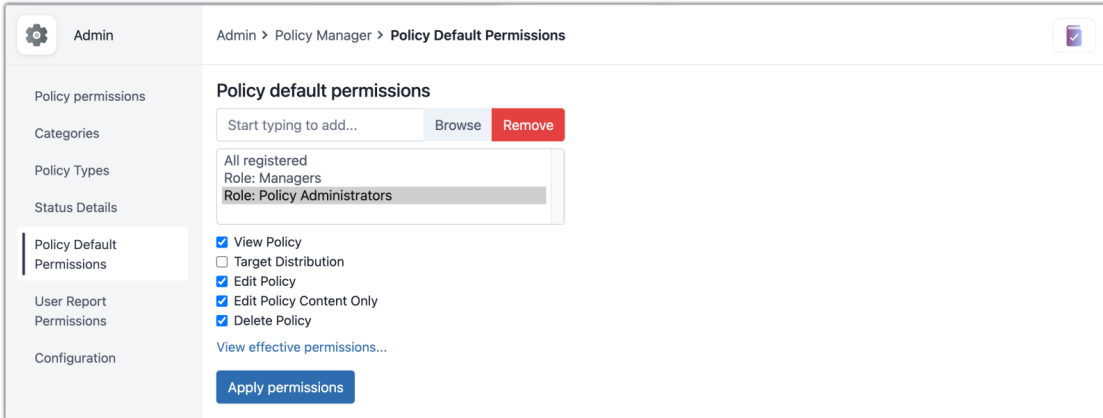 Admin
Admin > Policy Manager > Policy Default Permissions
Policy permissions
Categories
Policy Types
Status Details
Policy Default
Permissions
User Report
Permissions
Configuration
Policy default permissions
Start typing to add...
Browse
Remove
All registered
Role: Managers
Role: Policy Administrators
View Policy
Target Distribution
Edit Policy
Edit Policy Content Only
Delete Policy
View effective permissions...
Apply permissions